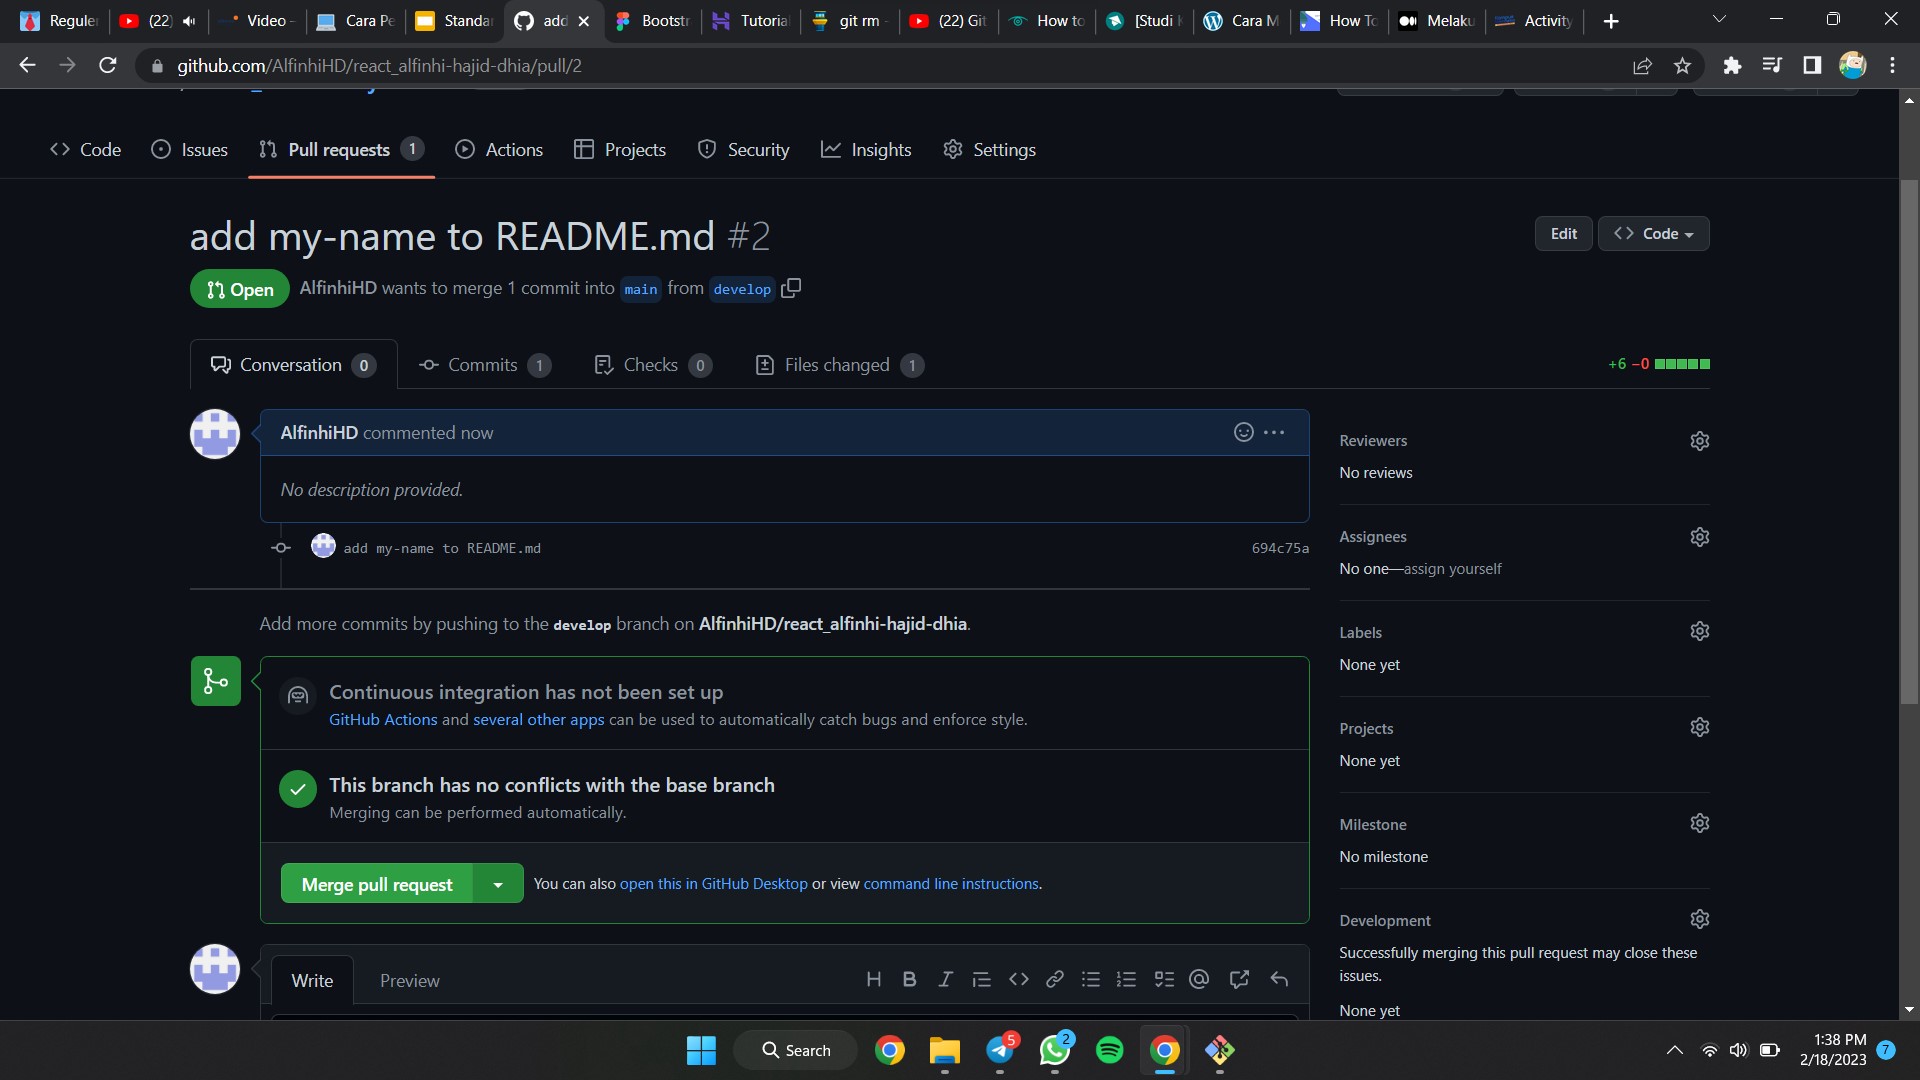 Reguler
(22)
Video -
Cara Pe
Standar
add
Bootstr
Tutorial
git rm -
(22) Git
How to
[Studi K
Cara M
How To
Melaku
Activity
github.com/AlfinhiHD/react_alfinhi-hajid-dhia/pull/2
Code
Issues
Pull requests 1
Actions
Projects
Security
Insights
Settings
add my-name to README.md #2
Edit
Code
Open
AlfinhiHD wants to merge 1 commit into main from develop
Conversation 0
Commits 1
Checks 0
Files changed 1
+6 −0
AlfinhiHD commented now
No description provided.
add my-name to README.md
694c75a
Add more commits by pushing to the develop branch on AlfinhiHD/react_alfinhi-hajid-dhia.
Continuous integration has not been set up
GitHub Actions and several other apps can be used to automatically catch bugs and enforce style.
This branch has no conflicts with the base branch
Merging can be performed automatically.
Merge pull request
You can also open this in GitHub Desktop or view command line instructions.
Write
Preview
Reviewers
No reviews
Assignees
No one—assign yourself
Labels
None yet
Projects
None yet
Milestone
No milestone
Development
Successfully merging this pull request may close these
issues.
None yet
Search
5
2
1:38 PM
2/18/2023
7